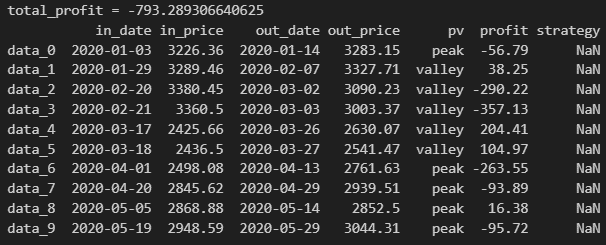 total_profit = -793.289306640625
in_date in_price out_date out_price pv profit strategy
data_0 2020-01-03 3226.36 2020-01-14 3283.15 peak -56.79 NaN
data_1 2020-01-29 3289.46 2020-02-07 3327.71 valley 38.25 NaN
data_2 2020-02-20 3380.45 2020-03-02 3090.23 valley -290.22 NaN
data_3 2020-02-21 3360.5 2020-03-03 3003.37 valley -357.13 NaN
data_4 2020-03-17 2425.66 2020-03-26 2630.07 valley 204.41 NaN
data_5 2020-03-18 2436.5 2020-03-27 2541.47 valley 104.97 NaN
data_6 2020-04-01 2498.08 2020-04-13 2761.63 peak -263.55 NaN
data_7 2020-04-20 2845.62 2020-04-29 2939.51 peak -93.89 NaN
data_8 2020-05-05 2868.88 2020-05-14 2852.5 peak 16.38 NaN
data_9 2020-05-19 2948.59 2020-05-29 3044.31 peak -95.72 NaN